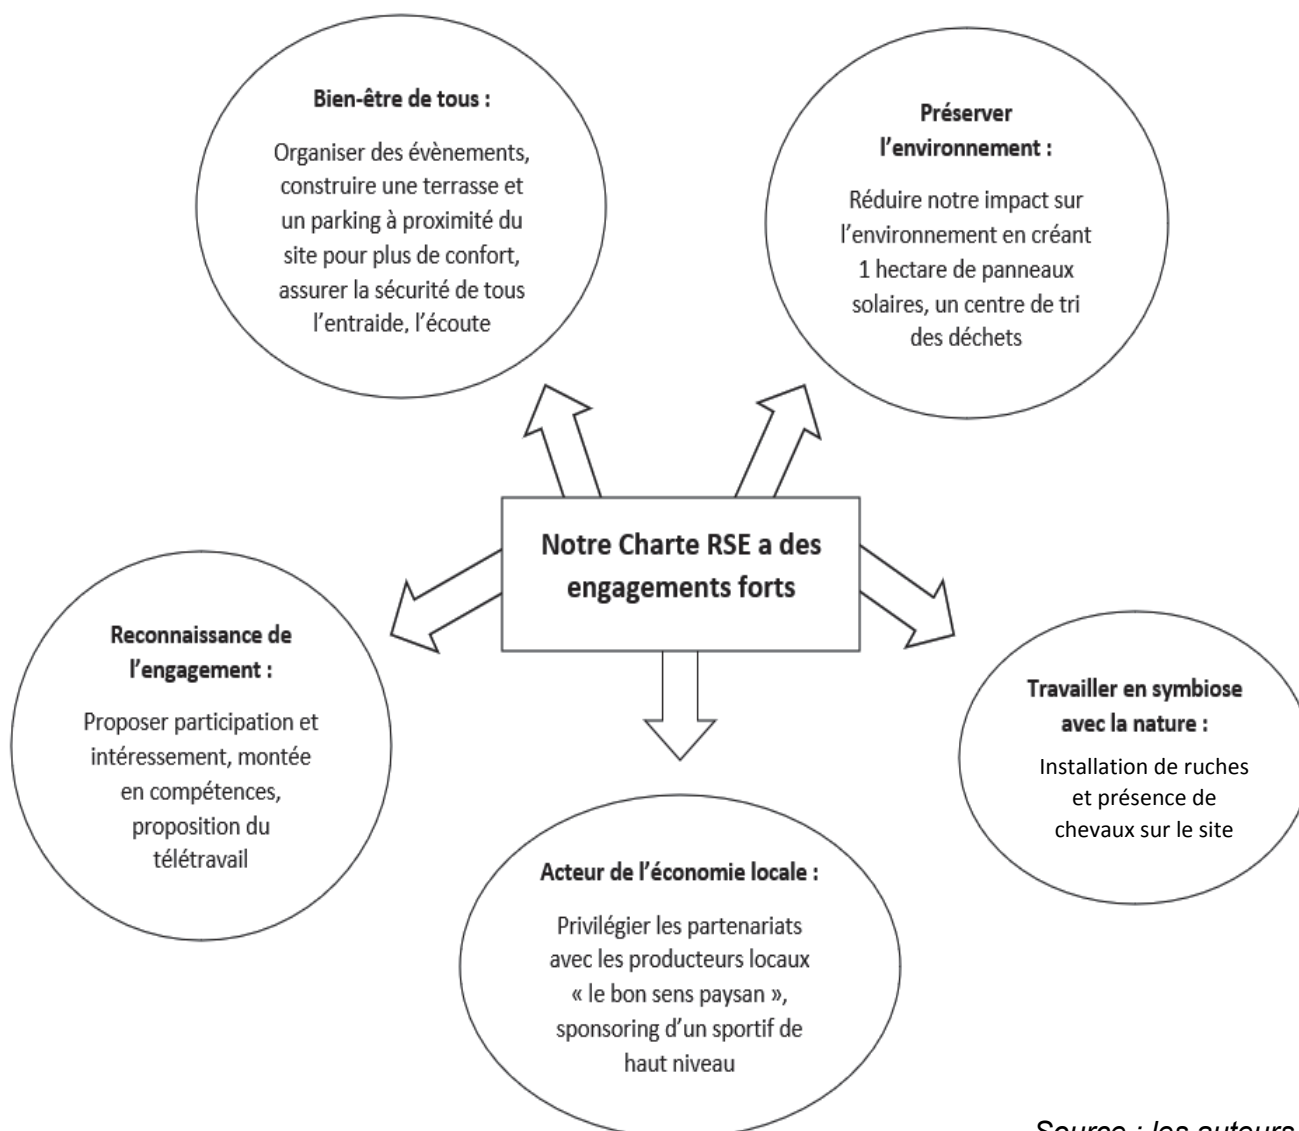 Bien-être de tous :
Organiser des évènements,
construire une terrasse et
un parking à proximité du
site pour plus de confort,
assurer la sécurité de tous
l’entraide, l’écoute
Préserver
l’environnement :
Réduire notre impact sur
l’environnement en créant
1 hectare de panneaux
solaires, un centre de tri
des déchets
Notre Charte RSE a des
engagements forts
Reconnaissance de
l’engagement :
Proposer participation et
intéressement, montée
en compétences,
proposition du
télétravail
Travailler en symbiose
avec la nature :
Installation de ruches
et présence de
chevaux sur le site
Acteur de l’économie locale :
Privilégier les partenariats
avec les producteurs locaux
« le bon sens paysan »,
sponsoring d’un sportif de
haut niveau
Source : les auteurs